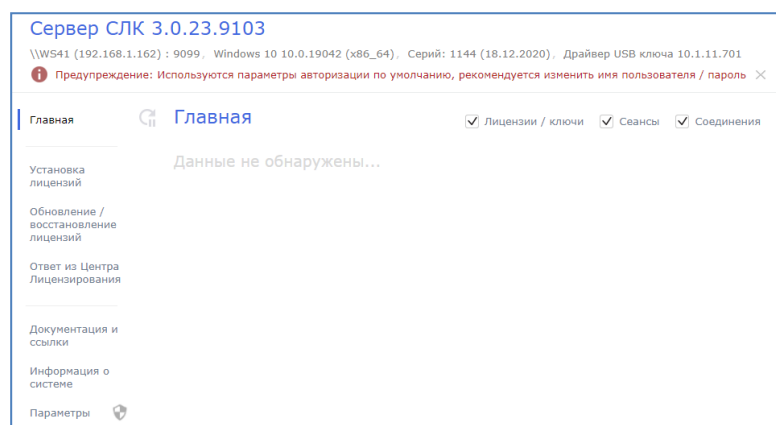 Сервер СЛК 3.0.23.9103
\\WS41 (192.168.1.162) : 9099, Windows 10 10.0.19042 (x86_64), Серий: 1144 (18.12.2020), Драйвер USB ключа 10.1.11.701
Предупреждение: Используются параметры авторизации по умолчанию, рекомендуется изменить имя пользователя / пароль
Главная
Главная
Лицензии / ключи
Сеансы
Соединения
Данные не обнаружены...
Установка
лицензий
Обновление /
восстановление
лицензий
Ответ из Центра
Лицензирования
Документация и
ссылки
Информация о
системе
Параметры